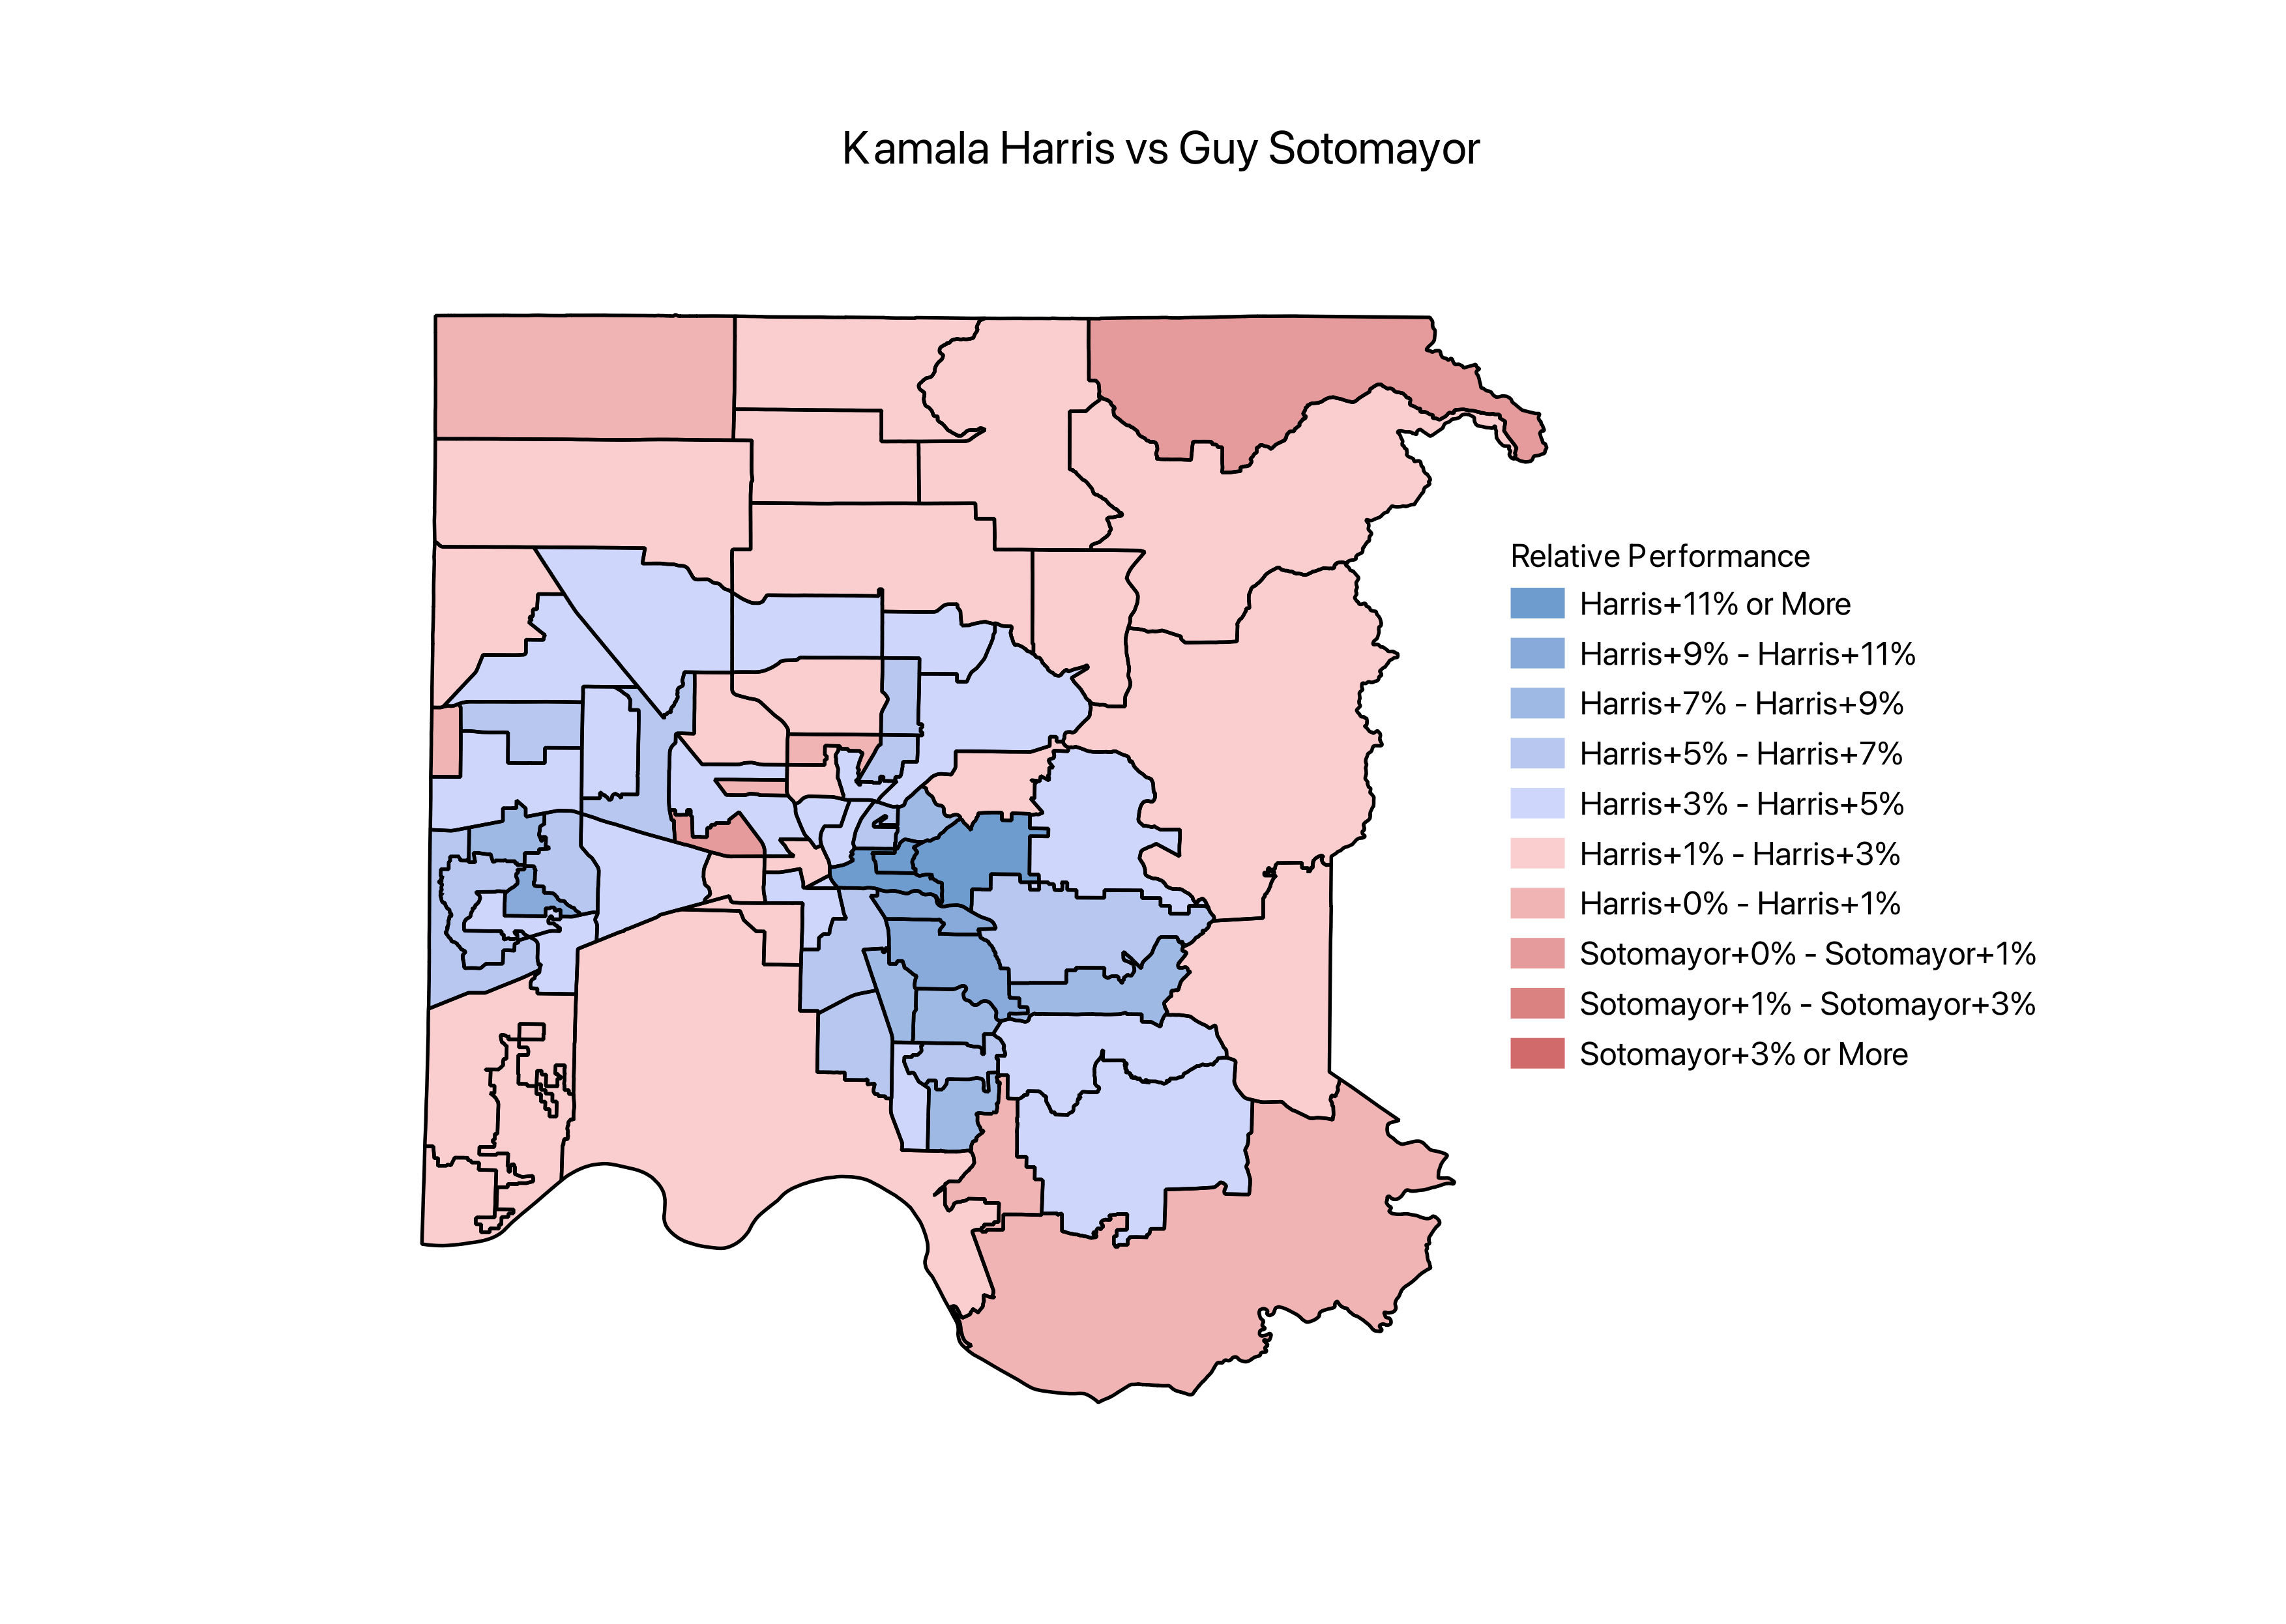 Kamala Harris vs Guy Sotomayor
Relative Performance
Harris+11% or More
Harris+9% - Harris+11%
Harris+7% - Harris+9%
Harris+5% - Harris+7%
Harris+3% - Harris+5%
Harris+1% - Harris+3%
Harris+0% - Harris+1%
Sotomayor+0% - Sotomayor+1%
Sotomayor+1% - Sotomayor+3%
Sotomayor+3% or More